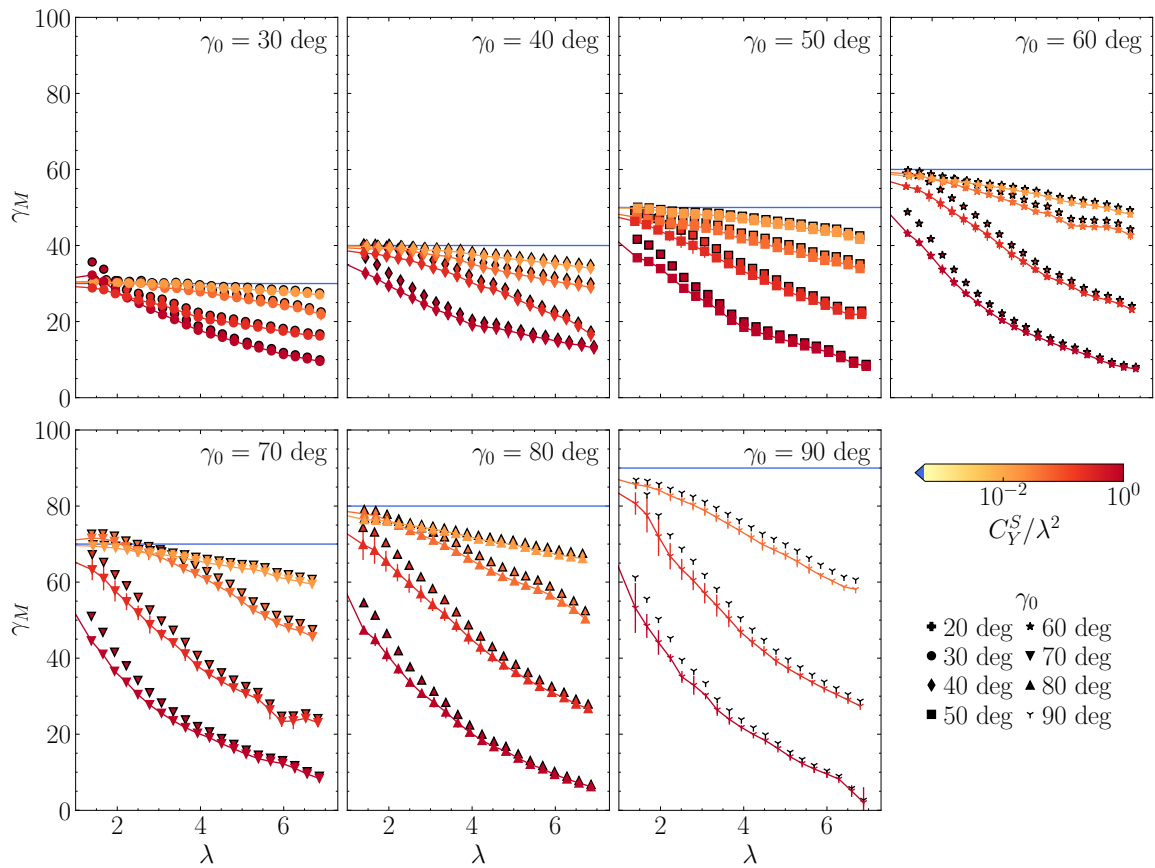 γ₀ = 30 deg
γ₀ = 40 deg
γ₀ = 50 deg
γ₀ = 60 deg
100
80
60
40
20
0
γ_M
γ₀ = 70 deg
γ₀ = 80 deg
γ₀ = 90 deg
100
80
60
40
20
0
γ_M
2 4 6
2 4 6
2 4 6
λ
λ
λ
10⁻² 10⁰
C_Y^S/λ²
γ₀
20 deg 60 deg
30 deg 70 deg
40 deg 80 deg
50 deg 90 deg